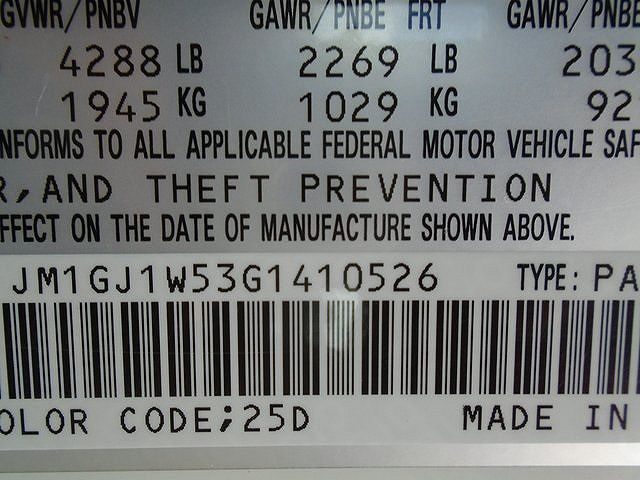 GVWR/PNBV GAWR/PNBE FRT GAWR/PNBE
4288 LB 2269 LB 203
1945 KG 1029 KG 92
NFORMS TO ALL APPLICABLE FEDERAL MOTOR VEHICLE SAF
R,AND THEFT PREVENTION
FFECT ON THE DATE OF MANUFACTURE SHOWN ABOVE.
JM1GJ1W53G1410526 TYPE: PA
OLOR CODE;25D MADE IN